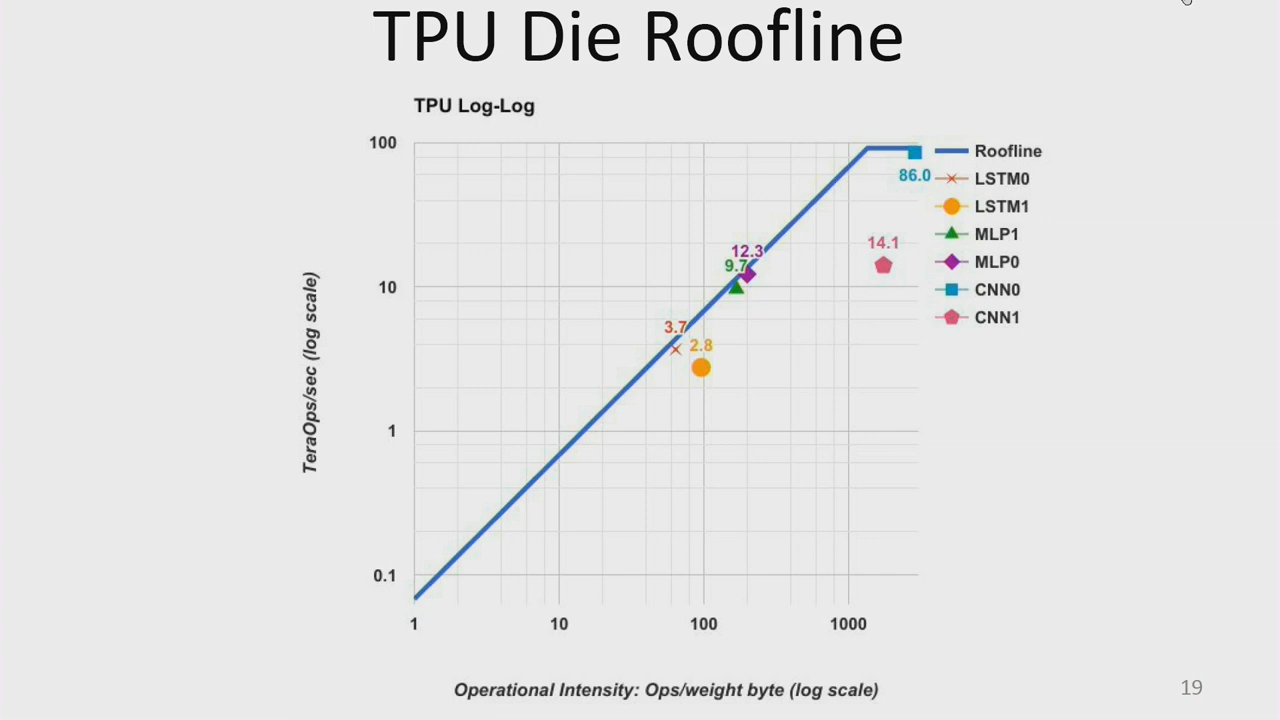 TPU Die Roofline
TPU Log-Log
100
10
1
0.1
1
10
100
1000
TeraOps/sec (log scale)
Operational Intensity: Ops/weight byte (log scale)
3.7
2.8
9.7
12.3
86.0
14.1
Roofline
LSTM0
LSTM1
MLP1
MLP0
CNN0
CNN1
19